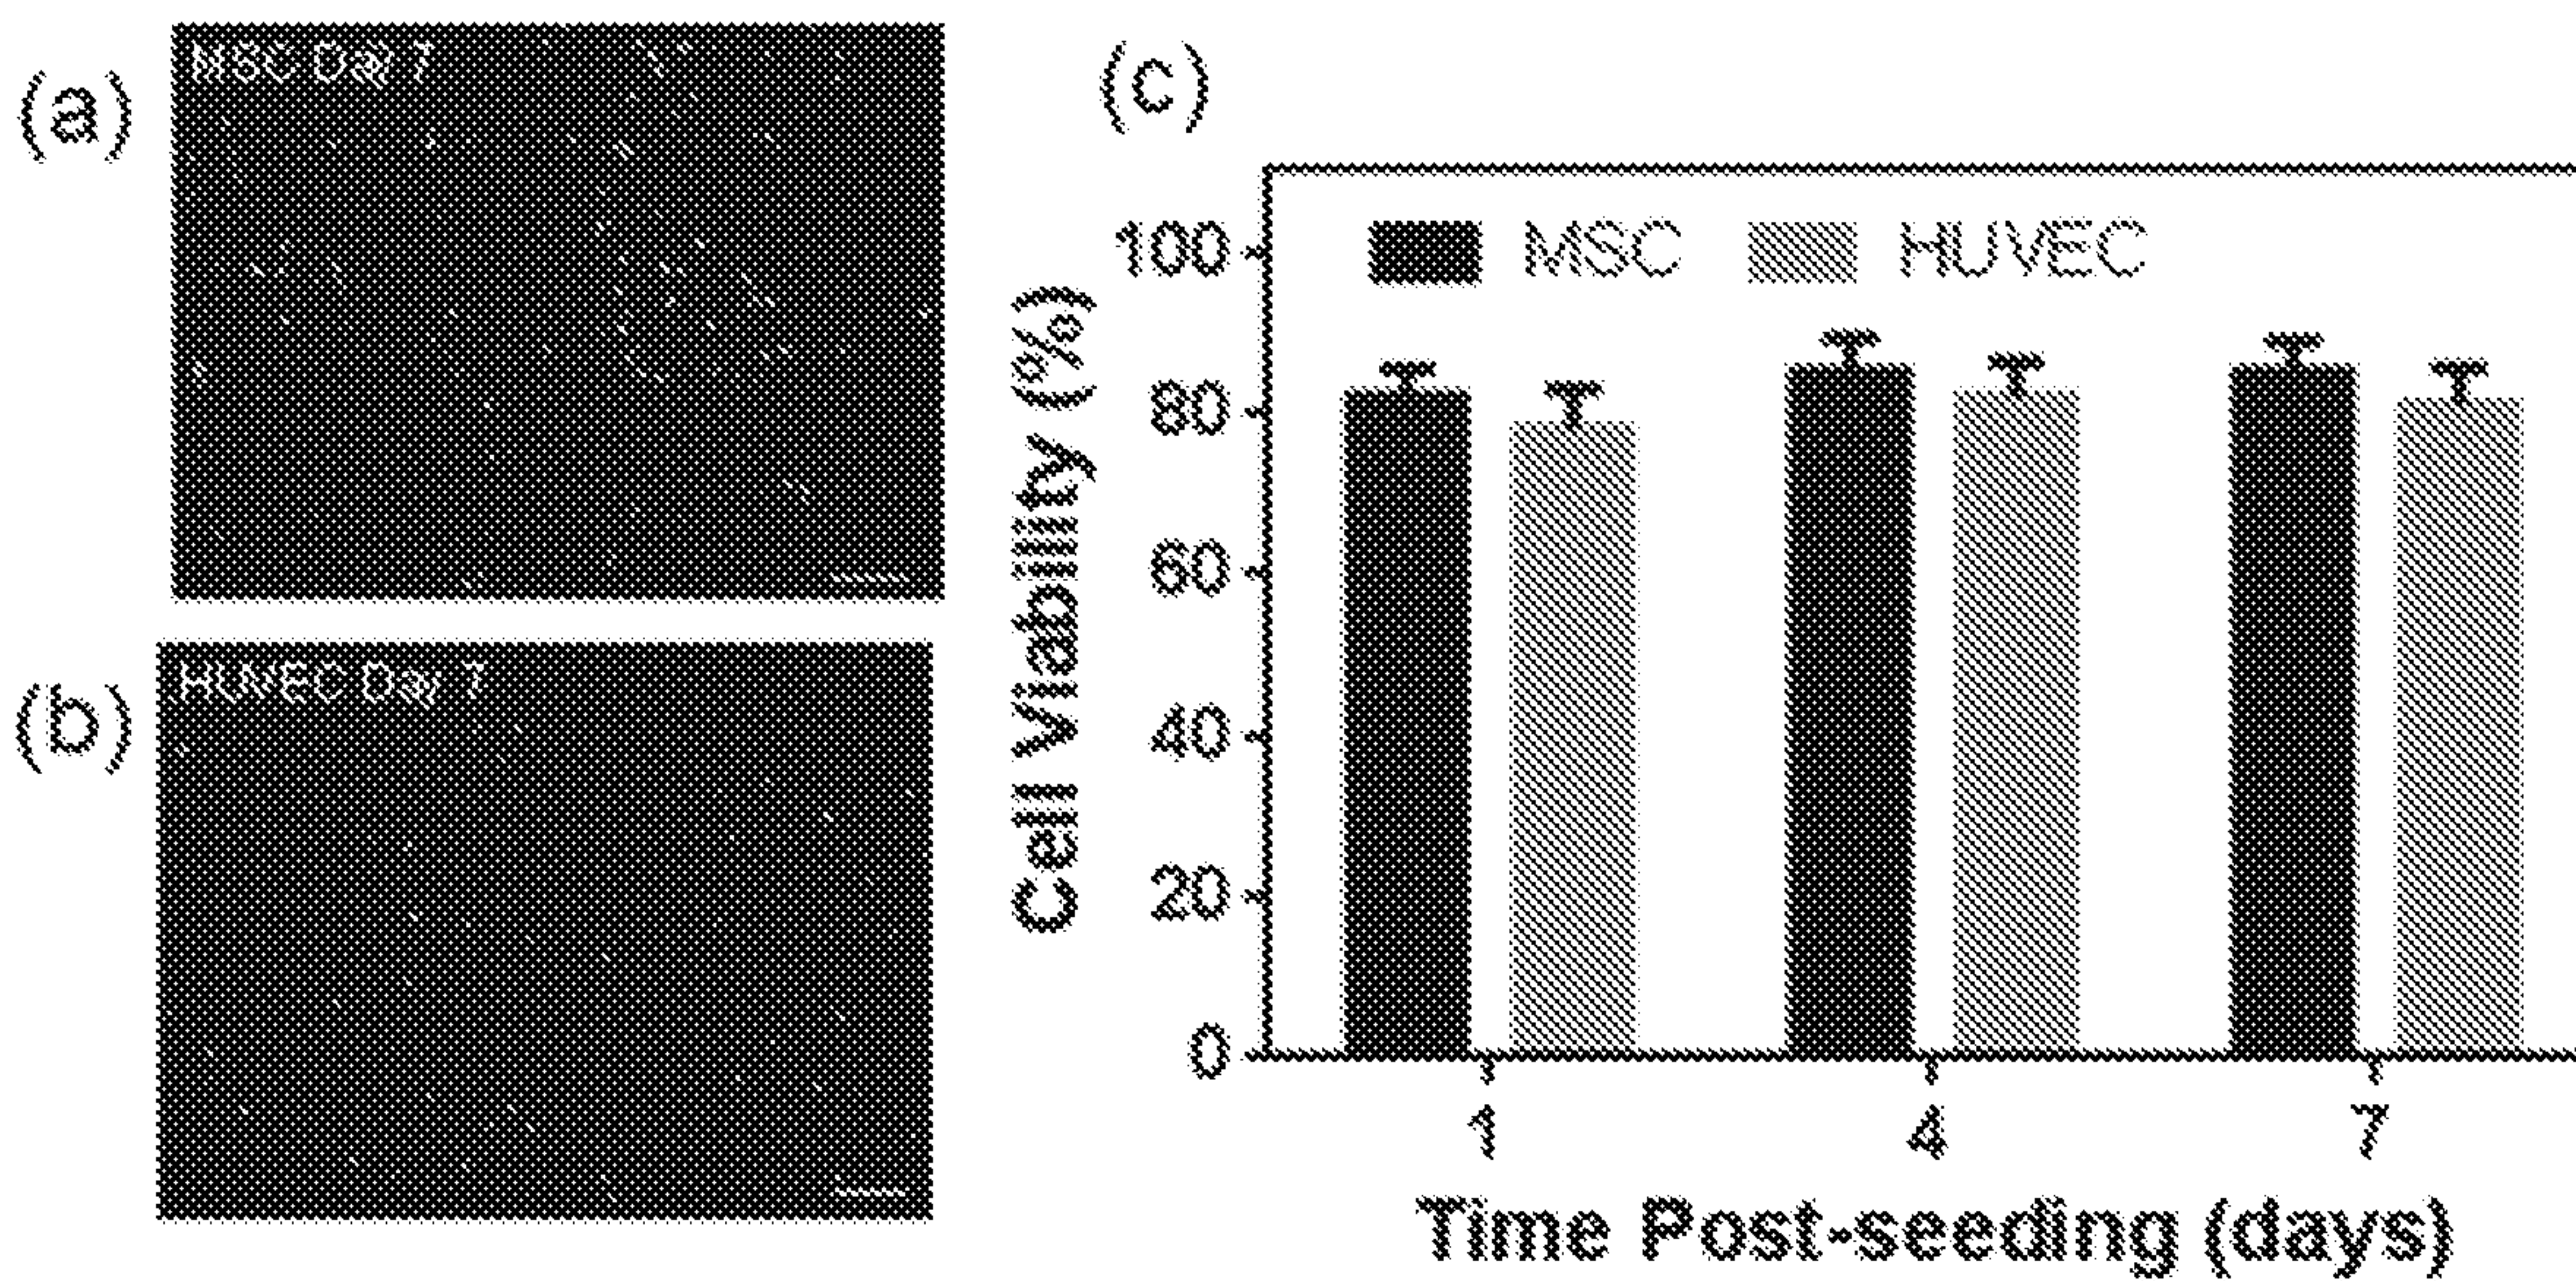 (a)
MSC Day 7
(b)
HUVEC Day 7
(c)
MSC HUVEC
Cell Viability (%)
100
80
60
40
20
0
1 4 7
Time Post-seeding (days)